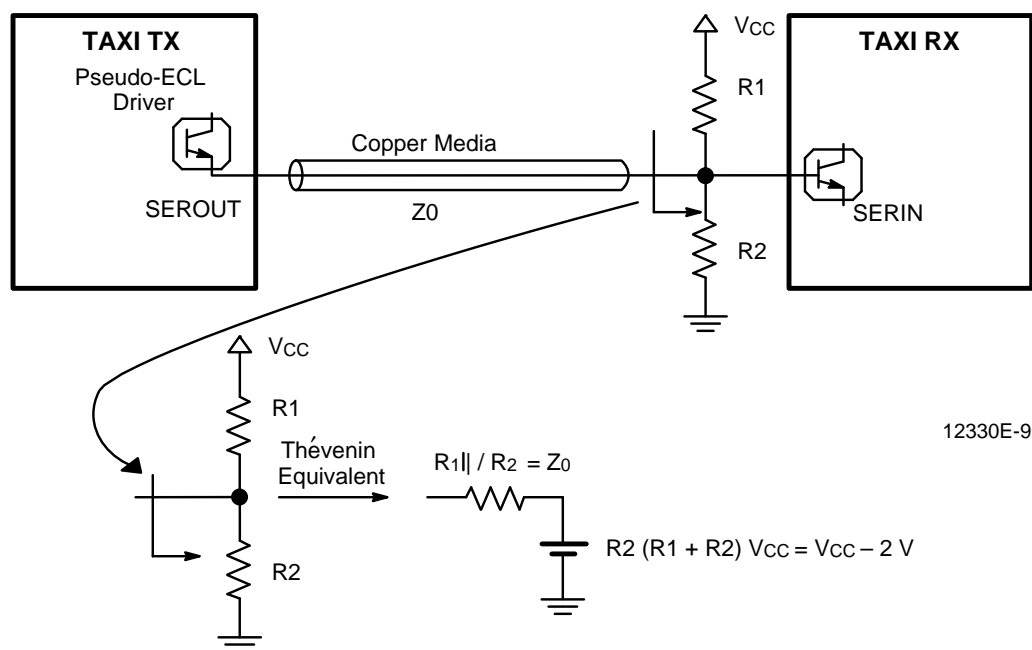 TAXI TX
Pseudo-ECL
Driver
SEROUT
Copper Media
Z0
VCC
R1
R2
TAXI RX
SERIN
VCC
R1
R2
Thévenin
Equivalent
R1|| / R2 = Z0
R2 (R1 + R2) VCC = VCC – 2 V
12330E-9